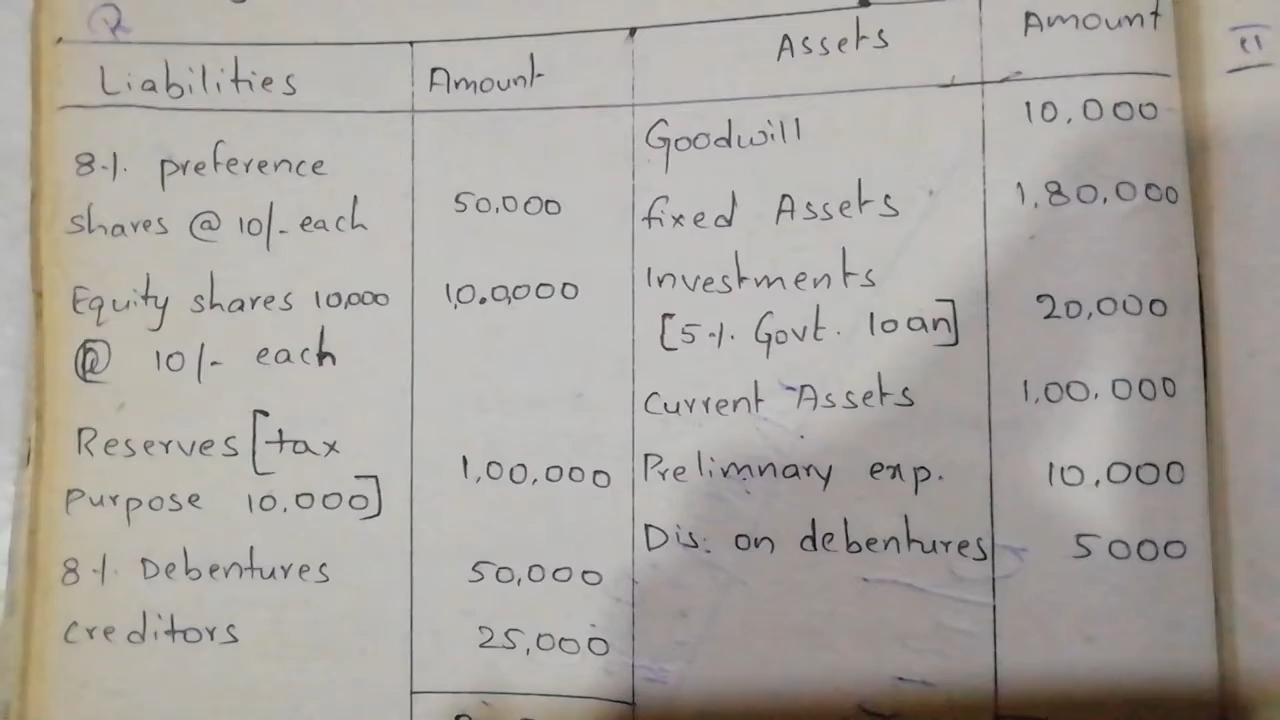 Liabilities | Amount | Assets | Amount
8%. preference
shares @ 10/- each | 50,000
Equity shares 10,000 | 10.0,000
@ 10/- each
Reserves [tax
purpose 10,000] | 1,00,000
8%. Debentures | 50,000
creditors | 25,000
Goodwill | 10,000
fixed Assets | 1,80,000
Investments
[5%. Govt. loan] | 20,000
Current Assets | 1,00,000
Prelimnary exp. | 10,000
Dis: on debentures | 5000